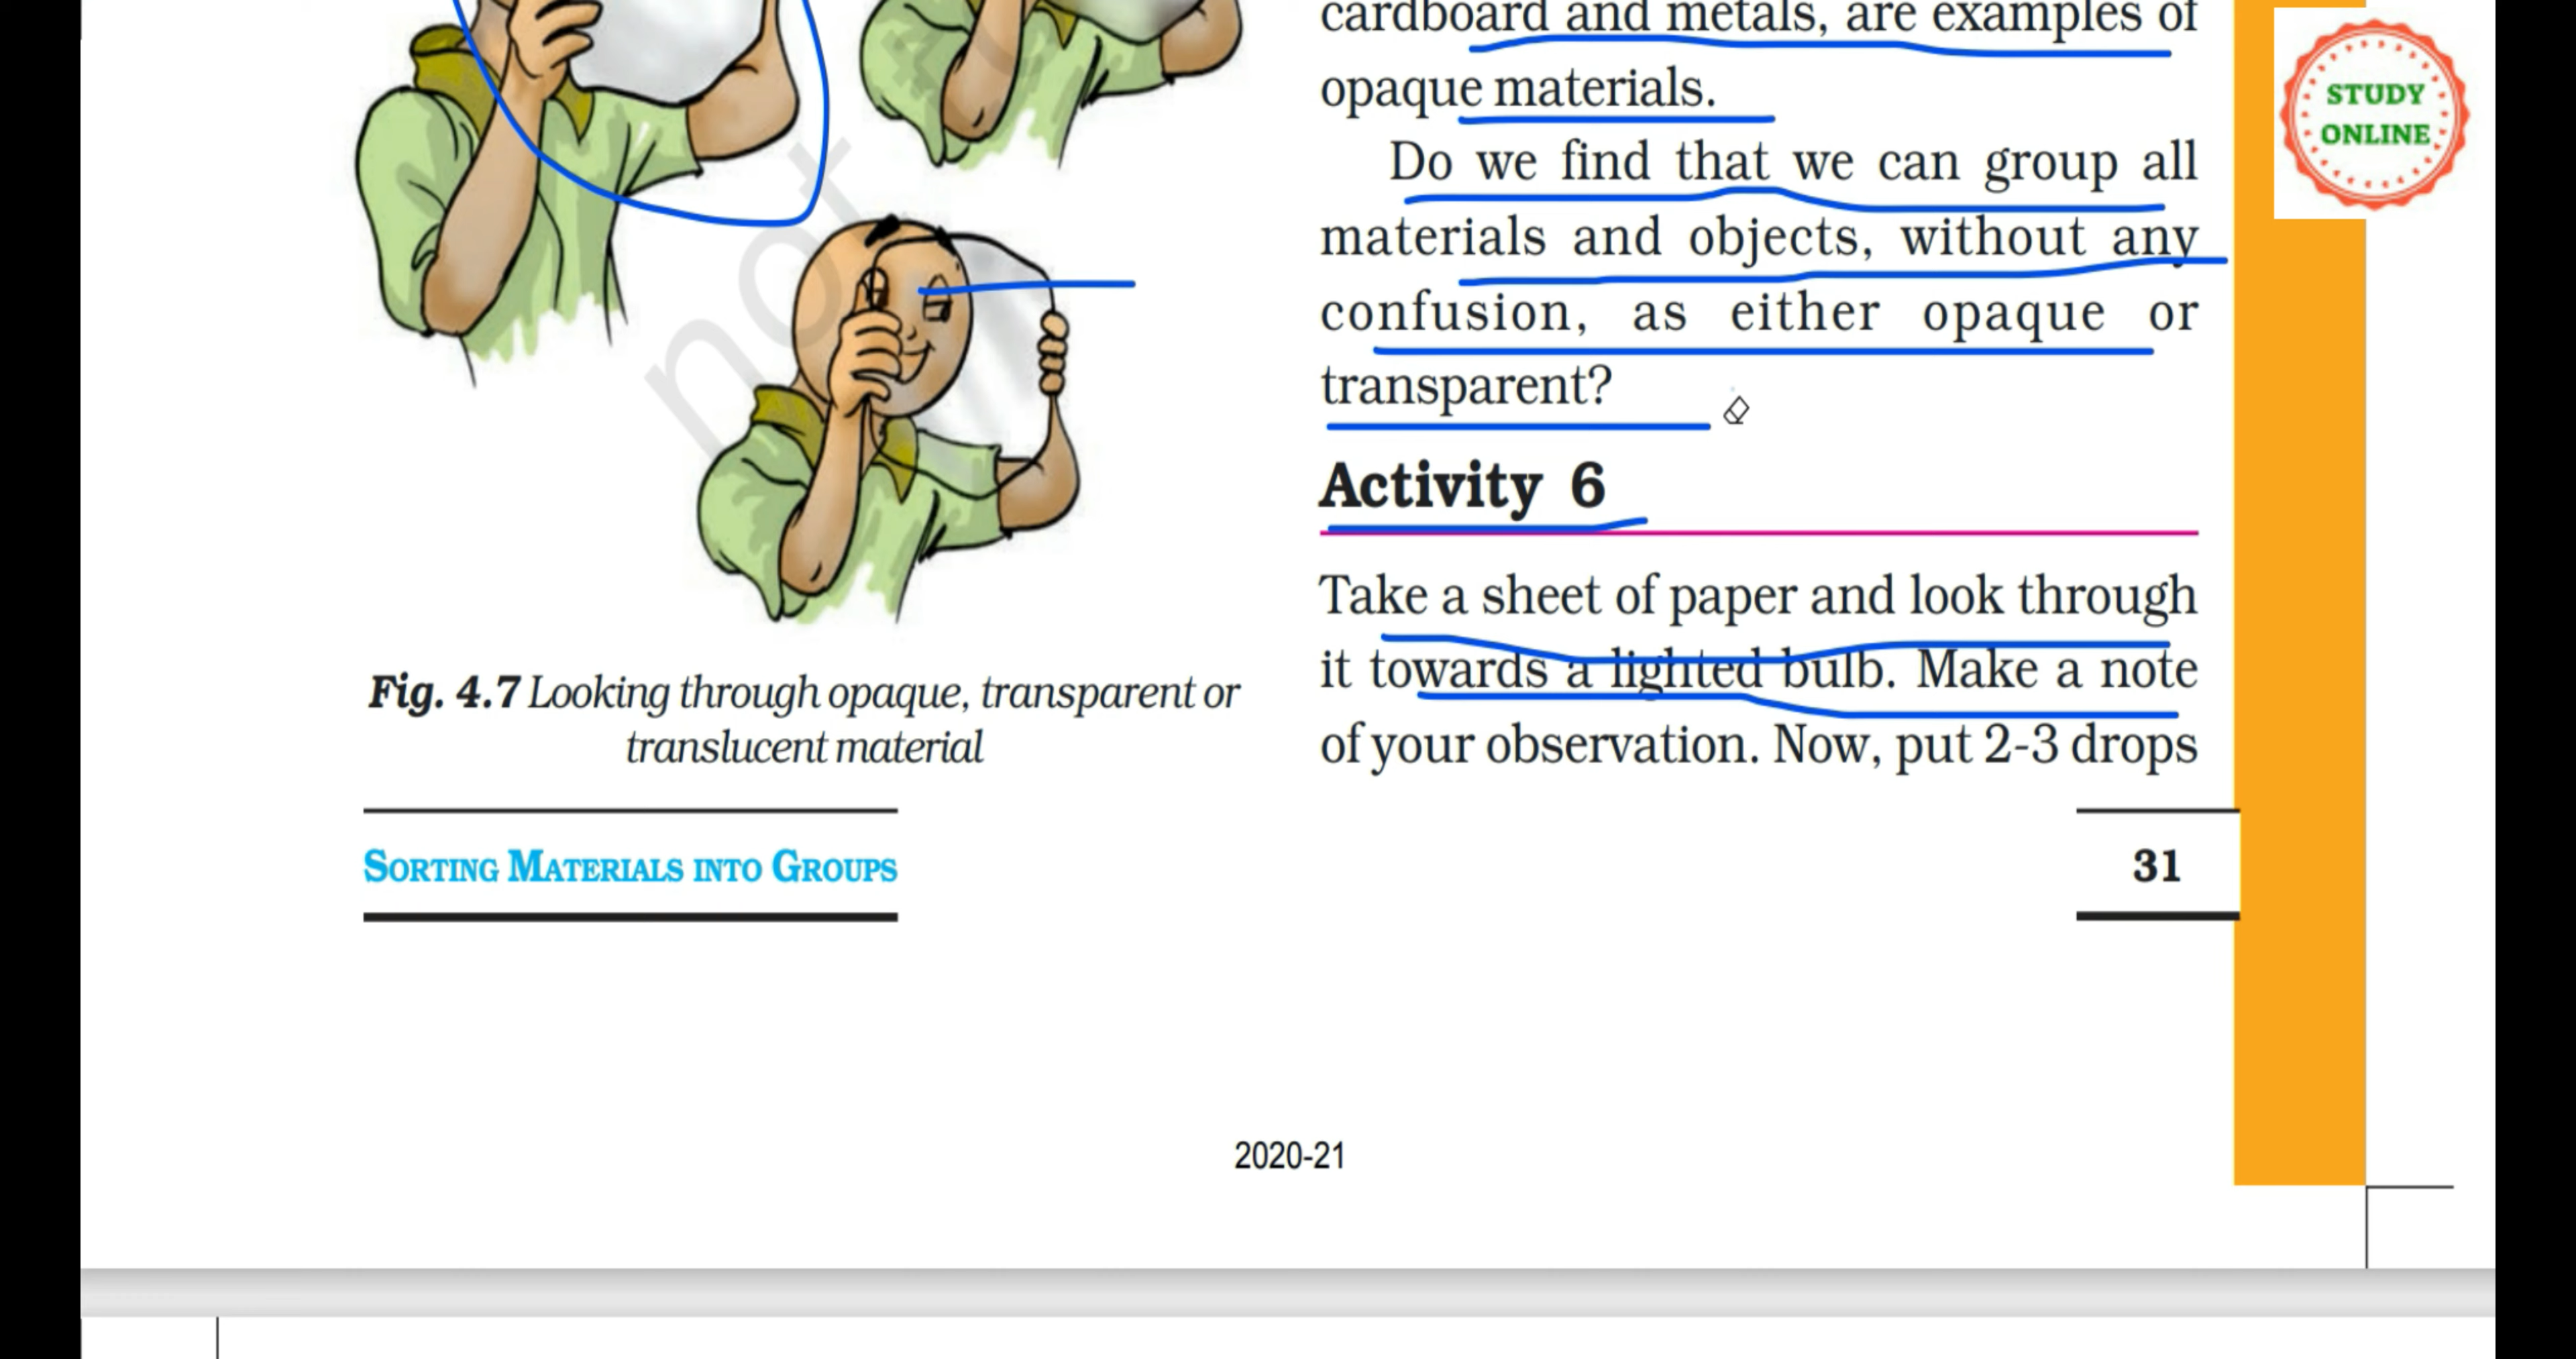 cardboard and metals, are examples of
opaque materials.
Do we find that we can group all
materials and objects, without any
confusion, as either opaque or
transparent?
Activity 6
Take a sheet of paper and look through
it towards a lighted bulb. Make a note
of your observation. Now, put 2-3 drops
Fig. 4.7 Looking through opaque, transparent or
translucent material
SORTING MATERIALS INTO GROUPS
31
2020-21
not
STUDY
ONLINE